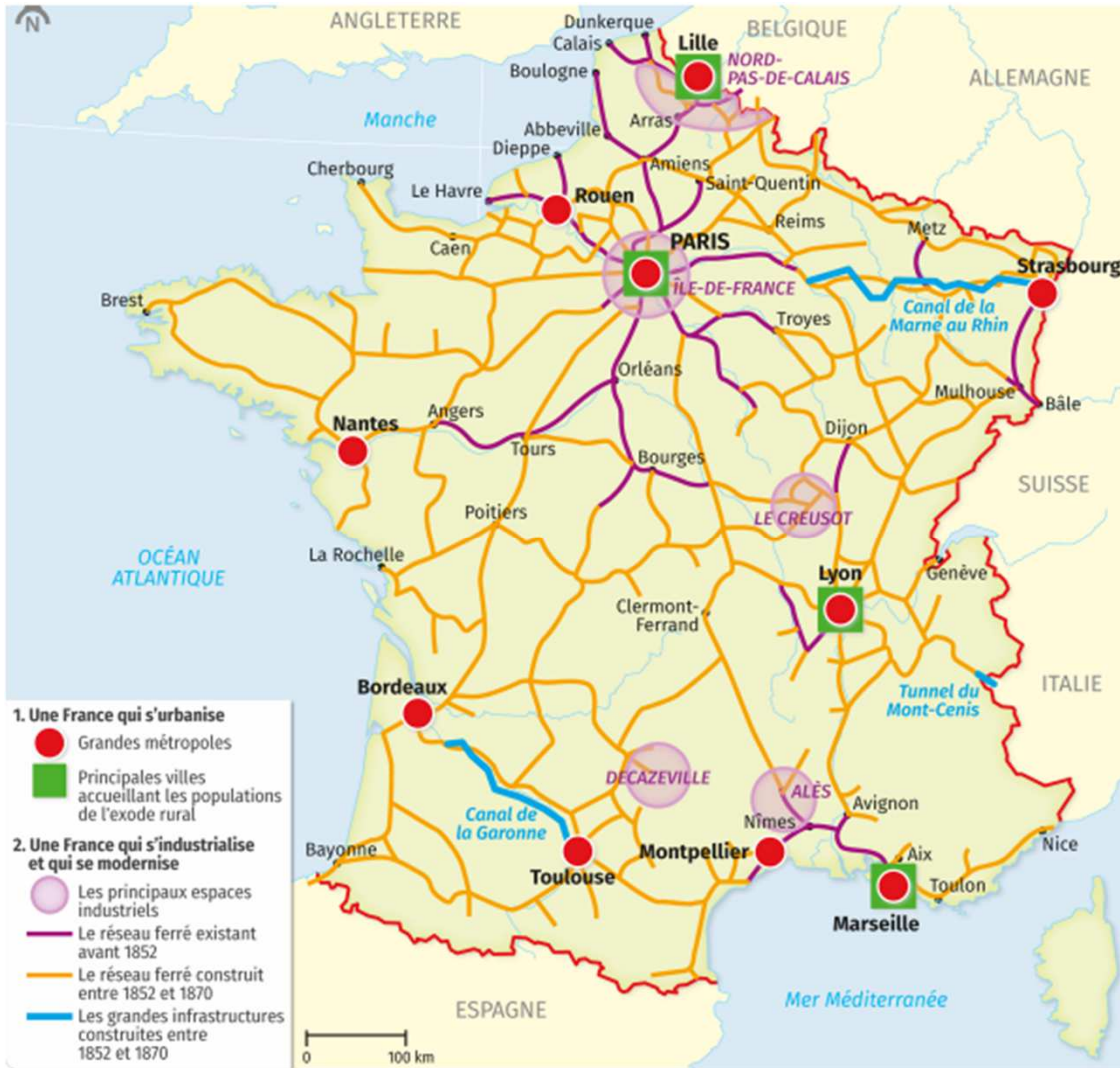 N
ANGLETERRE
Dunkerque
BELGIQUE
Calais
Lille
NORD-
PAS-DE-CALAIS
ALLEMAGNE
Boulogne
Manche
Abbeville
Arras
Dieppe
Amiens
Cherbourg
Saint-Quentin
Le Havre
Rouen
Reims
Metz
Caen
PARIS
Strasbourg
ÎLE-DE-FRANCE
Brest
Canal de la
Marne au Rhin
Troyes
Orléans
Mulhouse
Bâle
Nantes
Angers
Dijon
Tours
Bourges
SUISSE
Poitiers
LE CREUSOT
OCÉAN
ATLANTIQUE
La Rochelle
Lyon
Genève
Clermont-
Ferrand
Bordeaux
Tunnel du
Mont-Cenis
ITALIE
DECAZEVILLE
ALÈS
Avignon
Canal de
la Garonne
Nîmes
Nice
Bayonne
Montpellier
Aix
Toulouse
Toulon
Marseille
ESPAGNE
Mer Méditerranée
1. Une France qui s'urbanise
Grandes métropoles
Principales villes
accueillant les populations
de l'exode rural
2. Une France qui s'industrialise
et qui se modernise
Les principaux espaces
industriels
Le réseau ferré existant
avant 1852
Le réseau ferré construit
entre 1852 et 1870
Les grandes infrastructures
construites entre
1852 et 1870
0 100 km